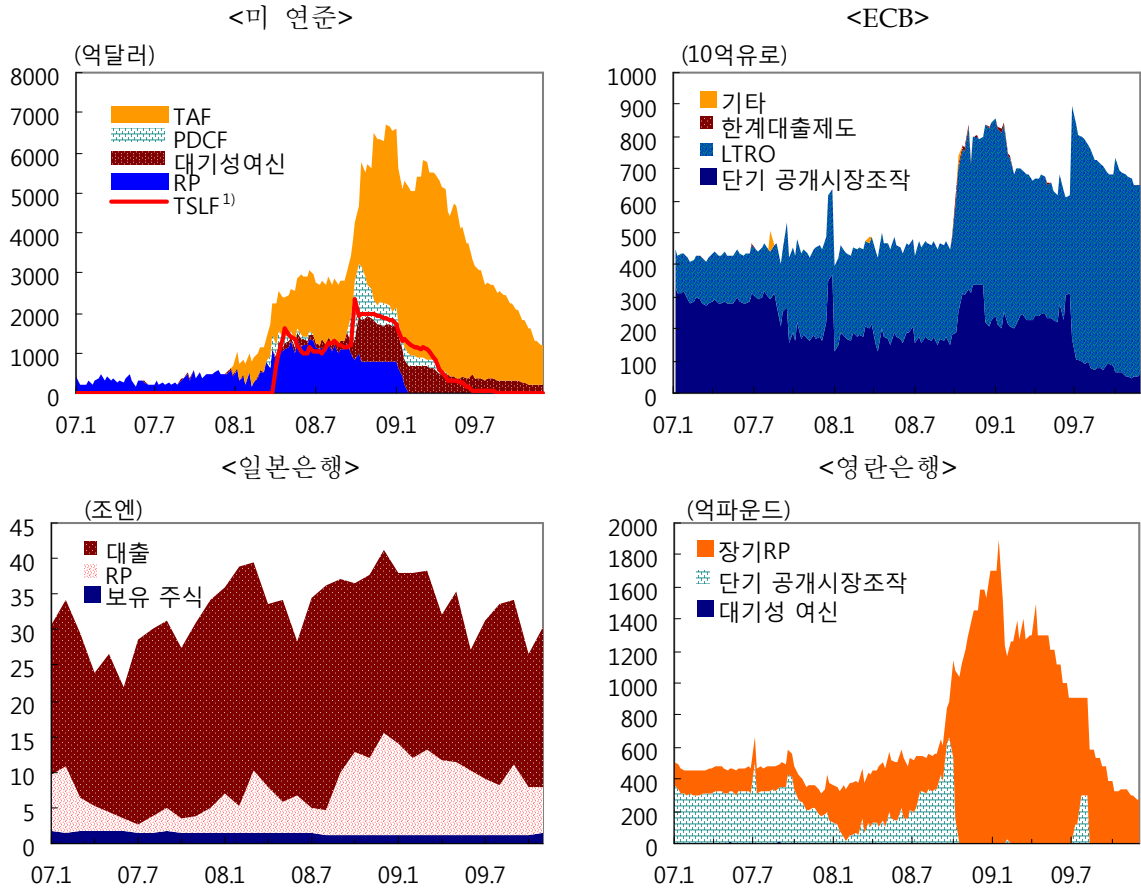 <미 연준>
(억달러)
8000
7000
6000
5000
4000
3000
2000
1000
0
TAF
PDCF
대기성여신
RP
TSLF 1)
07.1 07.7 08.1 08.7 09.1 09.7
<ECB>
(10억유로)
1000
900
800
700
600
500
400
300
200
100
0
기타
한계대출제도
LTRO
단기 공개시장조작
07.1 07.7 08.1 08.7 09.1 09.7
<일본은행>
(조엔)
45
40
35
30
25
20
15
10
5
0
대출
RP
보유 주식
07.1 07.7 08.1 08.7 09.1 09.7
<영란은행>
(억파운드)
2000
1800
1600
1400
1200
1000
800
600
400
200
0
장기RP
단기 공개시장조작
대기성 여신
07.1 07.7 08.1 08.7 09.1 09.7